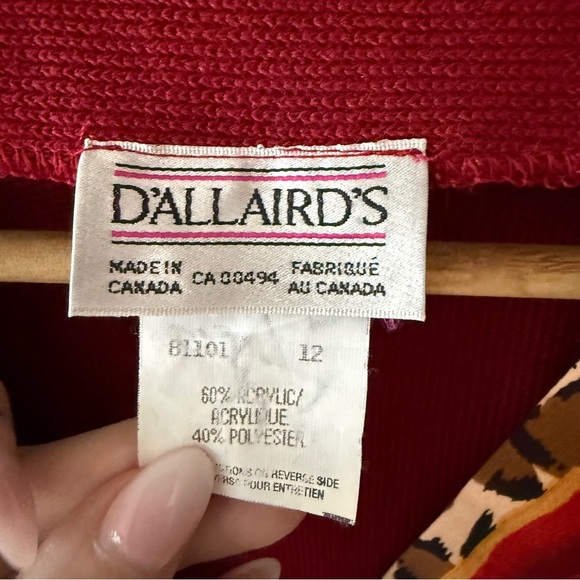 D'ALLAIRD'S
MADE IN CANADA CA 00494 FABRIQUÉ AU CANADA
81101 12
60% ACRYLIC/
ACRYLIQUE
40% POLYESTER
ON REVERSE SIDE
POUR ENTRETIEN